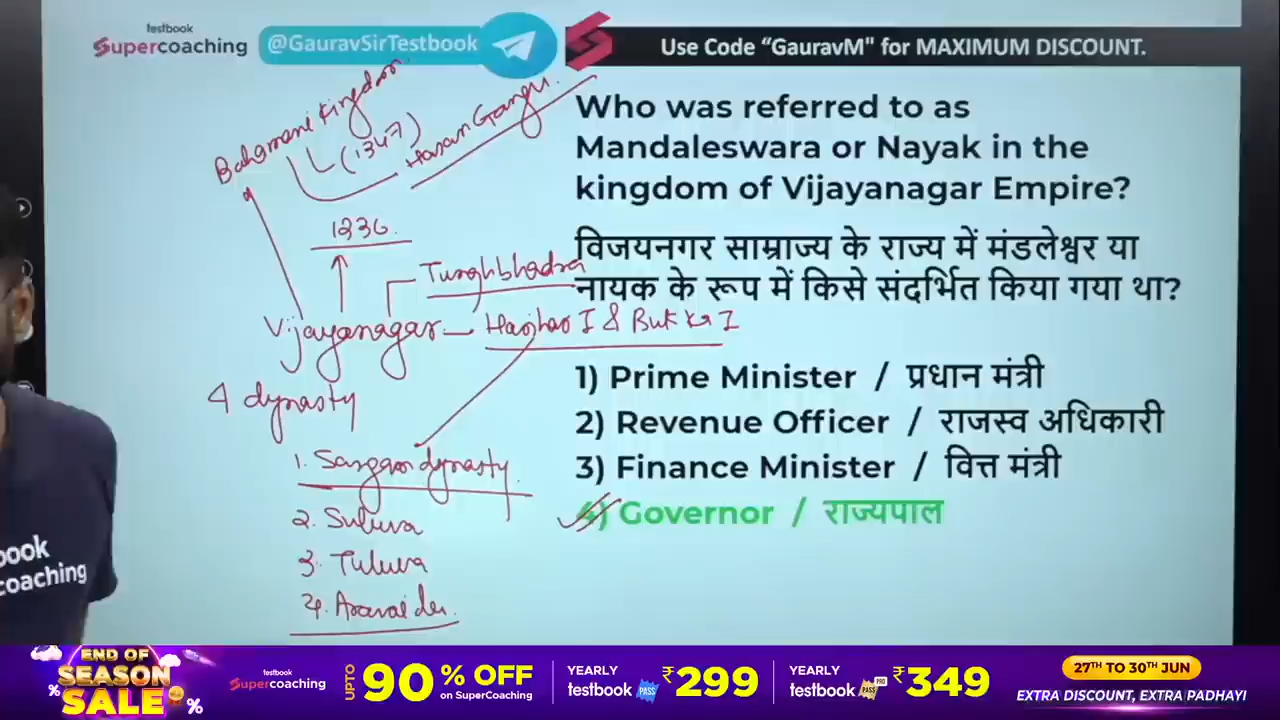 testbook
Supercoaching
@GauravSirTestbook
Use Code “GauravM" for MAXIMUM DISCOUNT.
Bahamani Kingdom
(1347)
Hasan Gangu.
1336.
Tunghbhadra
Vijayanagar — Harihar I & Bukka I
4 dynasty
1. Sangam dynasty
2. Suluva
3. Tuluva
4. Aravaidu
Who was referred to as
Mandaleswara or Nayak in the
kingdom of Vijayanagar Empire?
विजयनगर साम्राज्य के राज्य में मंडलेश्वर या
नायक के रूप में किसे संदर्भित किया गया था?
1) Prime Minister / प्रधान मंत्री
2) Revenue Officer / राजस्व अधिकारी
3) Finance Minister / वित्त मंत्री
4) Governor / राज्यपाल
book
coaching
END OF
SEASON
% SALE %
testbook
Supercoaching
UPTO 90% OFF
on SuperCoaching
YEARLY
testbook PASS ₹299
YEARLY
testbook PASS PRO ₹349
27TH TO 30TH JUN
EXTRA DISCOUNT, EXTRA PADHAYI